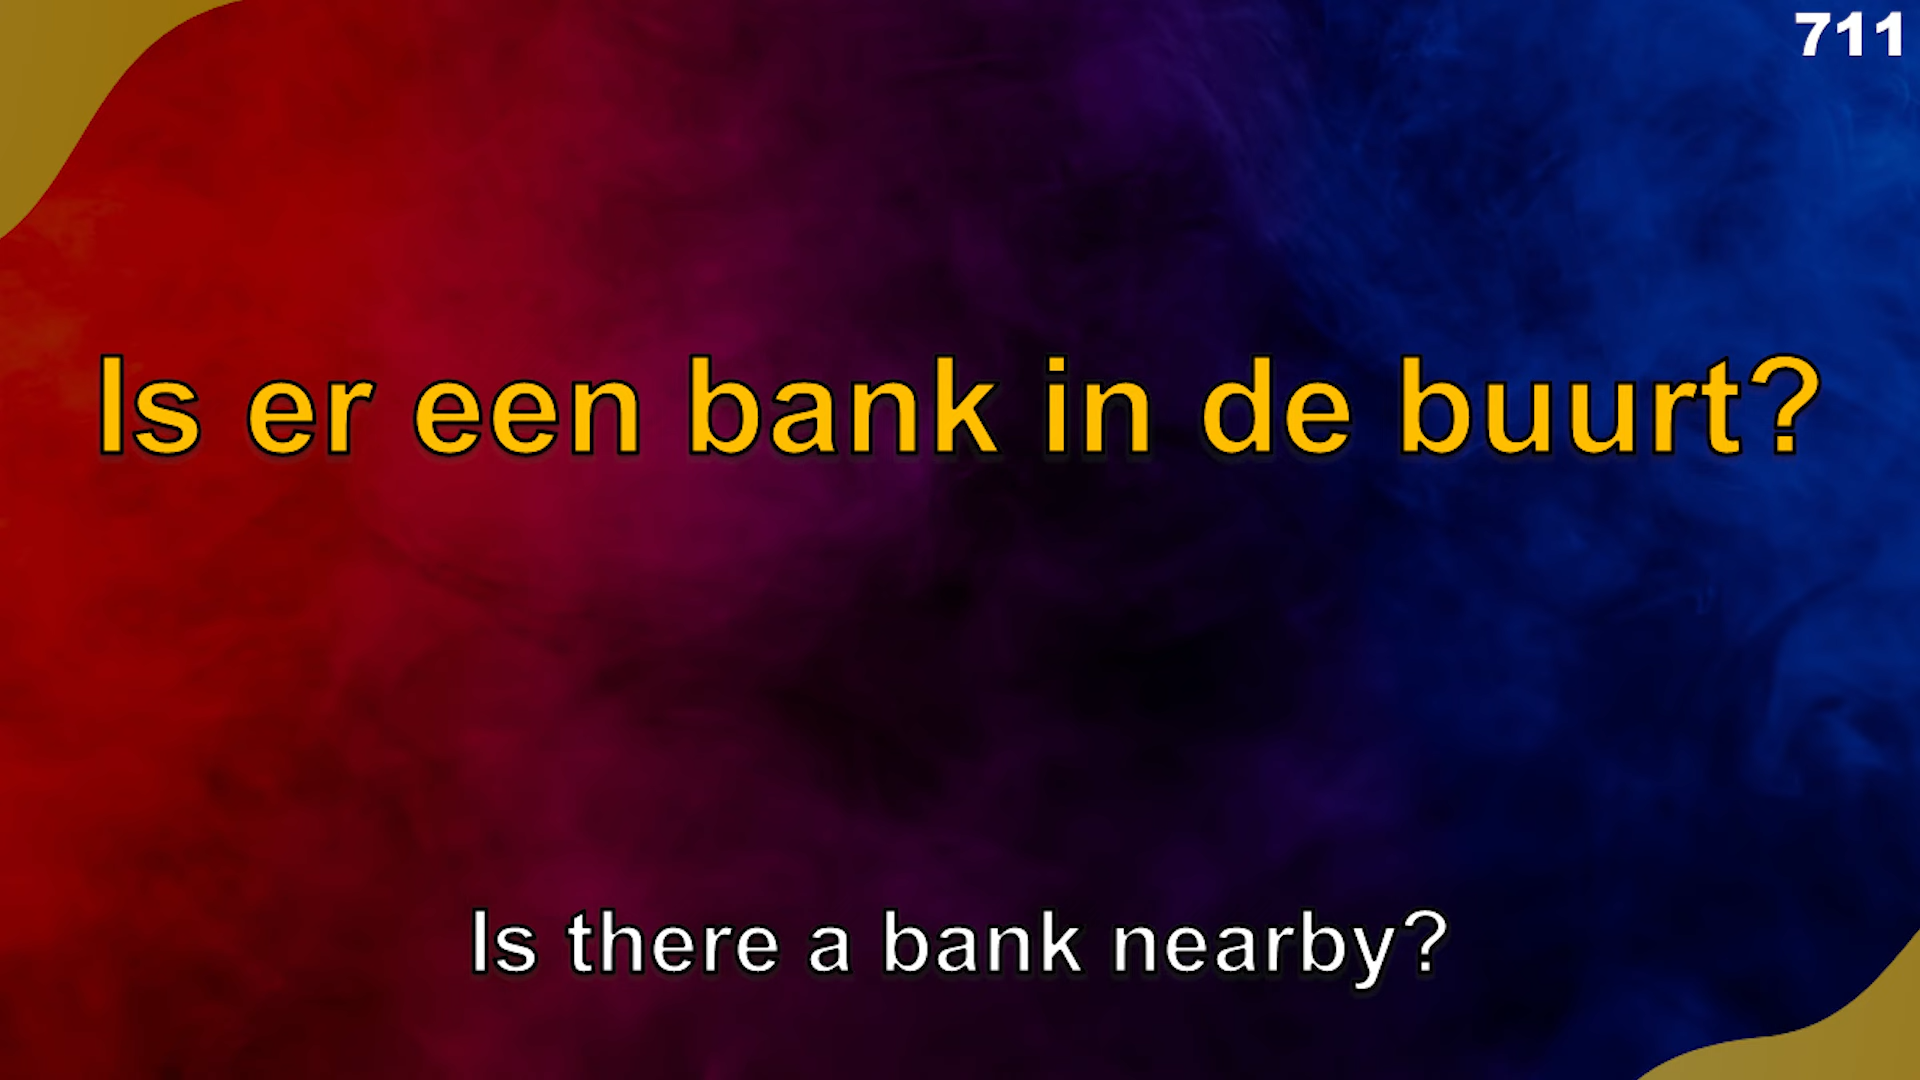 711
Is er een bank in de buurt?
Is there a bank nearby?